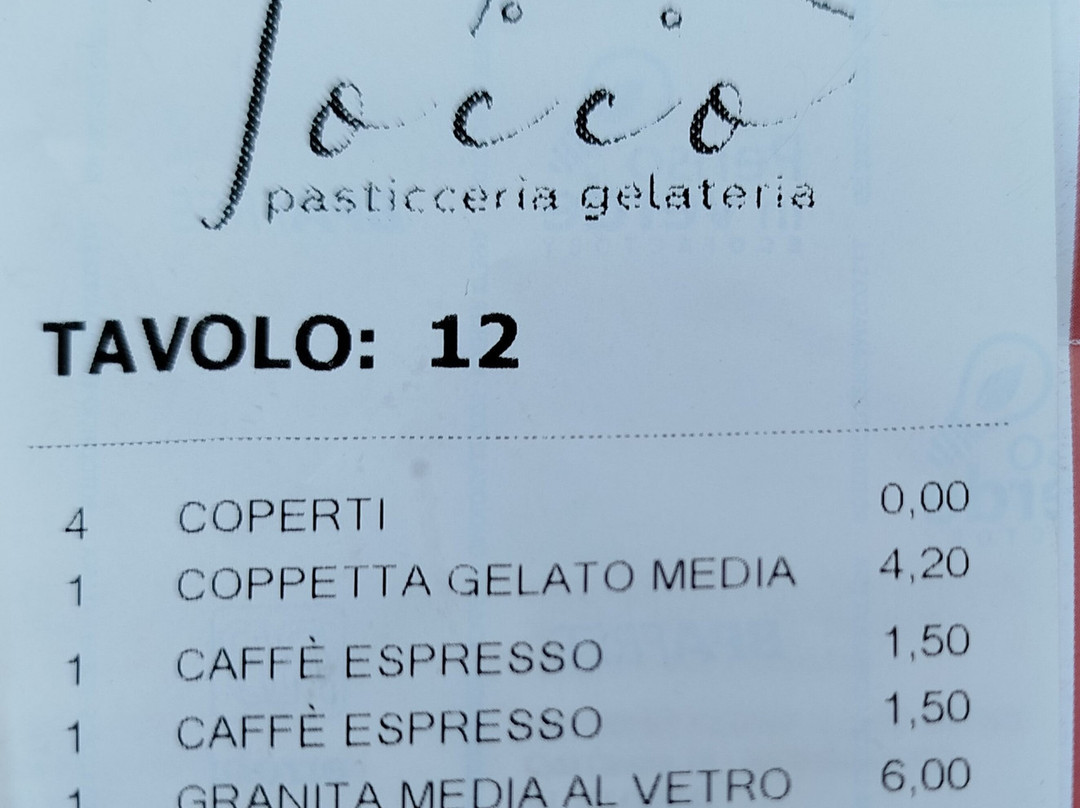 pasticceria gelateria
TAVOLO: 12
4 COPERTI 0,00
1 COPPETTA GELATO MEDIA 4,20
1 CAFFÈ ESPRESSO 1,50
1 CAFFÈ ESPRESSO 1,50
1 GRANITA MEDIA AL VETRO 6,00